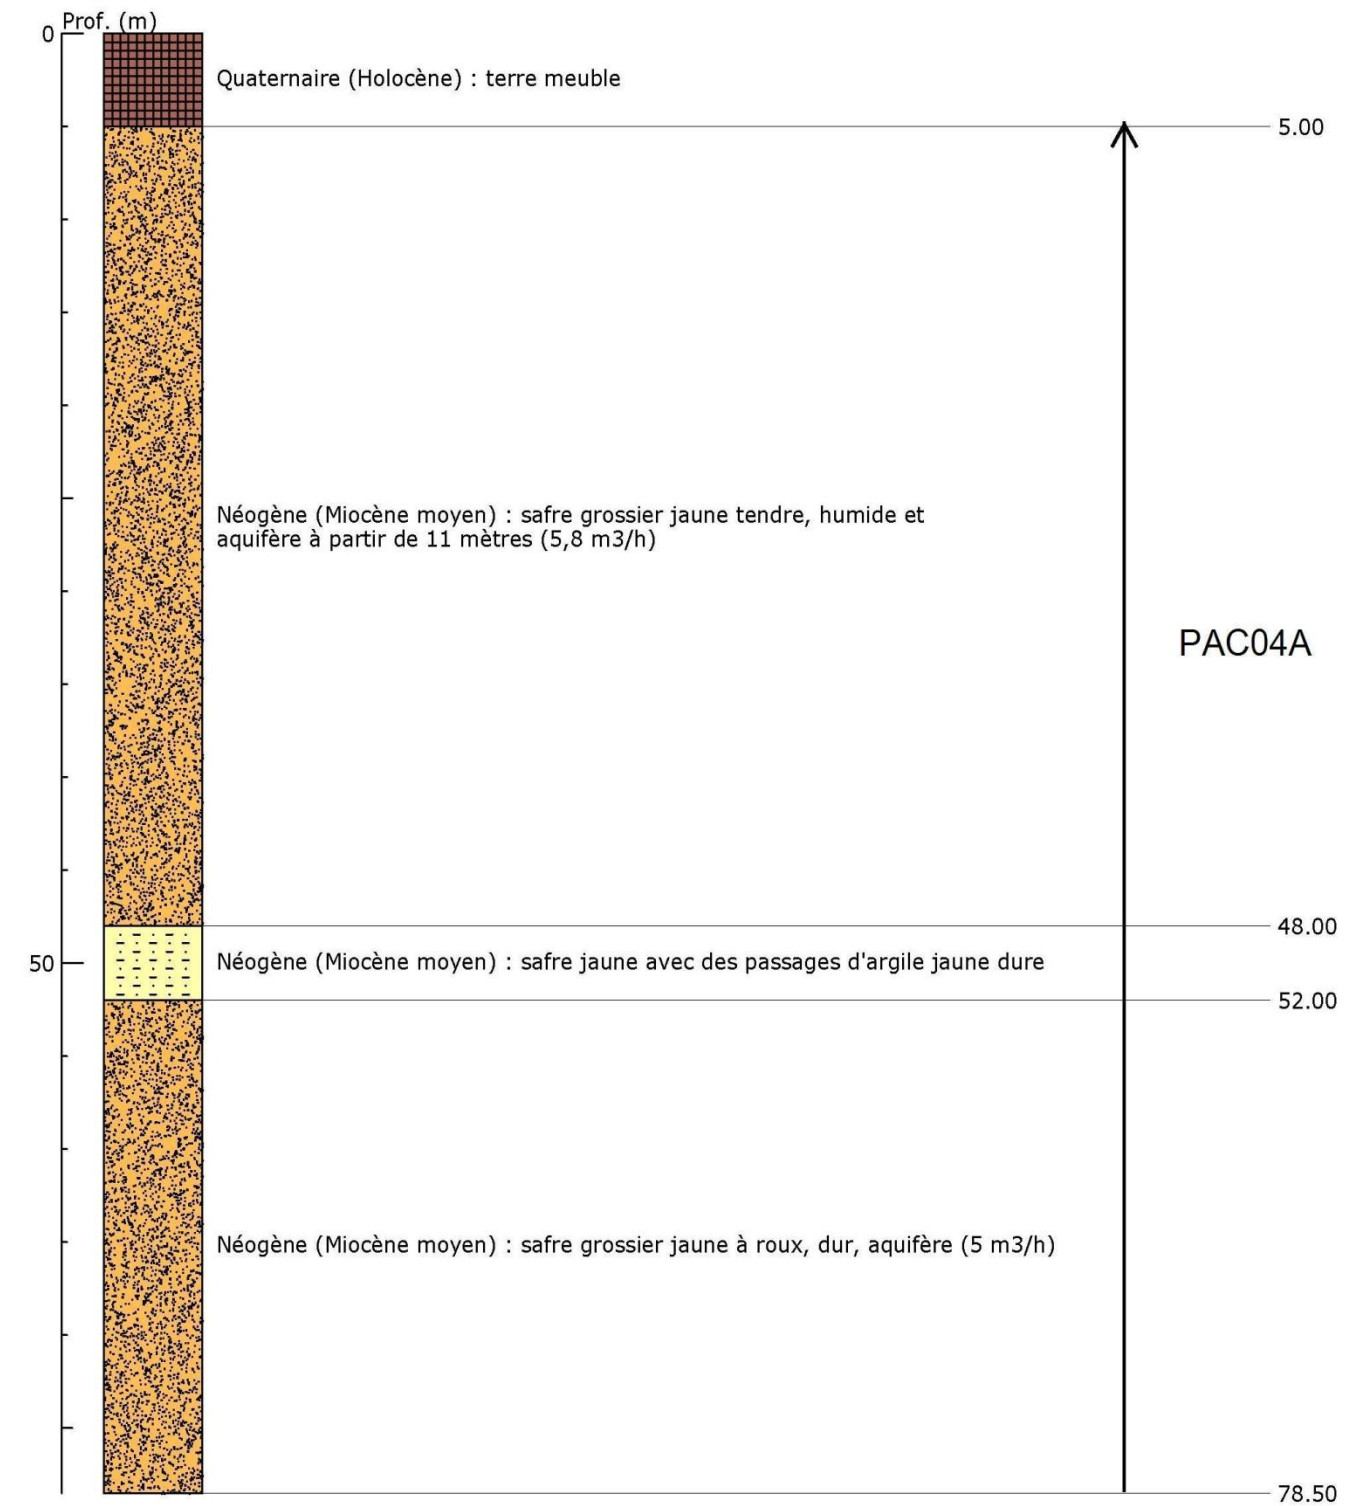 Prof. (m)
0
Quaternaire (Holocène) : terre meuble
5.00
Néogène (Miocène moyen) : safre grossier jaune tendre, humide et
aquifère à partir de 11 mètres (5,8 m3/h)
PAC04A
48.00
50
Néogène (Miocène moyen) : safre jaune avec des passages d'argile jaune dure
52.00
Néogène (Miocène moyen) : safre grossier jaune à roux, dur, aquifère (5 m3/h)
78.50